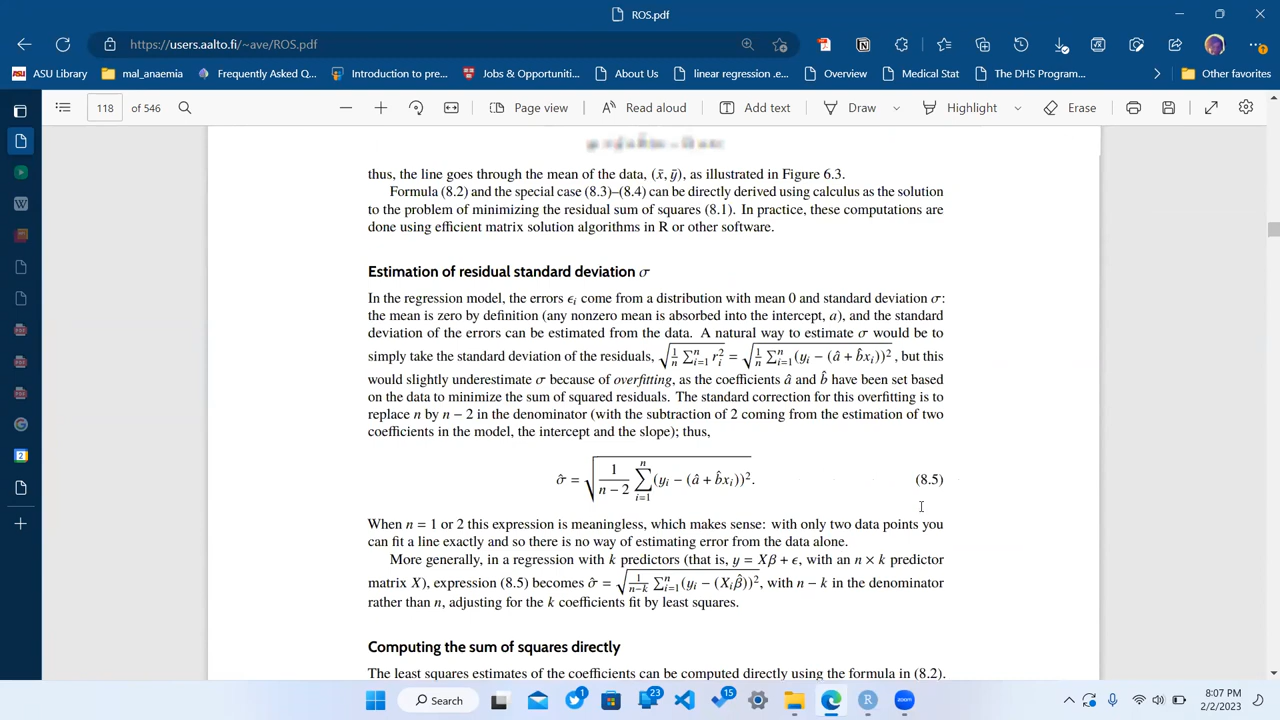 ROS.pdf
https://users.aalto.fi/~ave/ROS.pdf
ASU Library
mal_anaemia
Frequently Asked Q...
Introduction to pre...
Jobs & Opportuniti...
About Us
linear regression .e...
Overview
Medical Stat
The DHS Program...
Other favorites
118 of 546
Page view
Read aloud
Add text
Draw
Highlight
Erase
thus, the line goes through the mean of the data, (x̄, ȳ), as illustrated in Figure 6.3.
Formula (8.2) and the special case (8.3)–(8.4) can be directly derived using calculus as the solution
to the problem of minimizing the residual sum of squares (8.1). In practice, these computations are
done using efficient matrix solution algorithms in R or other software.
Estimation of residual standard deviation σ
In the regression model, the errors ϵᵢ come from a distribution with mean 0 and standard deviation σ:
the mean is zero by definition (any nonzero mean is absorbed into the intercept, a), and the standard
deviation of the errors can be estimated from the data. A natural way to estimate σ would be to
simply take the standard deviation of the residuals, √(1/n ∑ⁿᵢ₌₁ rᵢ²) = √(1/n ∑ⁿᵢ₌₁ (yᵢ − (â + b̂xᵢ))²), but this
would slightly underestimate σ because of overfitting, as the coefficients â and b̂ have been set based
on the data to minimize the sum of squared residuals. The standard correction for this overfitting is to
replace n by n − 2 in the denominator (with the subtraction of 2 coming from the estimation of two
coefficients in the model, the intercept and the slope); thus,
σ̂ = √(1/(n − 2) ∑ⁿᵢ₌₁ (yᵢ − (â + b̂xᵢ))²). (8.5)
When n = 1 or 2 this expression is meaningless, which makes sense: with only two data points you
can fit a line exactly and so there is no way of estimating error from the data alone.
More generally, in a regression with k predictors (that is, y = Xβ + ϵ, with an n × k predictor
matrix X), expression (8.5) becomes σ̂ = √(1/(n−k) ∑ⁿᵢ₌₁ (yᵢ − (Xᵢβ̂))²), with n − k in the denominator
rather than n, adjusting for the k coefficients fit by least squares.
Computing the sum of squares directly
The least squares estimates of the coefficients can be computed directly using the formula in (8.2).
Search
1
23
15
8:07 PM
2/2/2023